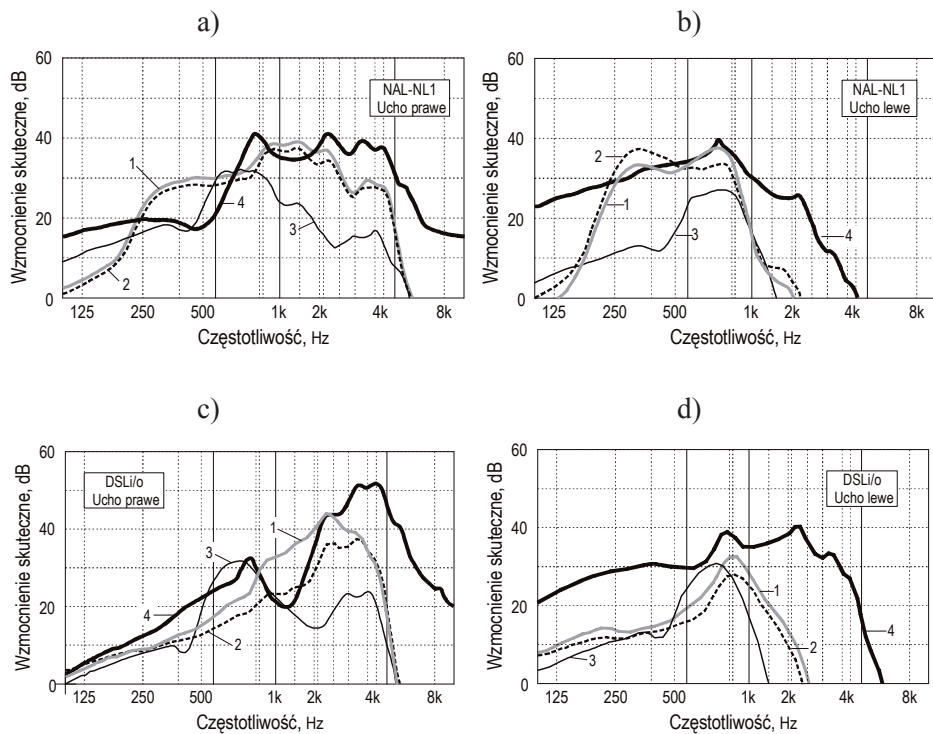 a)
60
40
20
0
Wzmocnienie skuteczne, dB
NAL-NL1
Ucho prawe
1
2
3
4
125 250 500 1k 2k 4k 8k
Częstotliwość, Hz
b)
60
40
20
0
Wzmocnienie skuteczne, dB
NAL-NL1
Ucho lewe
2
1
3
4
125 250 500 1k 2k 4k 8k
Częstotliwość, Hz
c)
60
40
20
0
Wzmocnienie skuteczne, dB
DSLi/o
Ucho prawe
1
3
4
2
125 250 500 1k 2k 4k 8k
Częstotliwość, Hz
d)
60
40
20
0
Wzmocnienie skuteczne, dB
DSLi/o
Ucho lewe
1
4
2
3
125 250 500 1k 2k 4k 8k
Częstotliwość, Hz